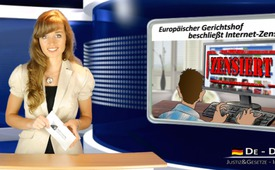 Europäischer Gerichtshof
beschließt Internet-Zens
ZENSIERT
De - D
Justiz&Gesetze - I